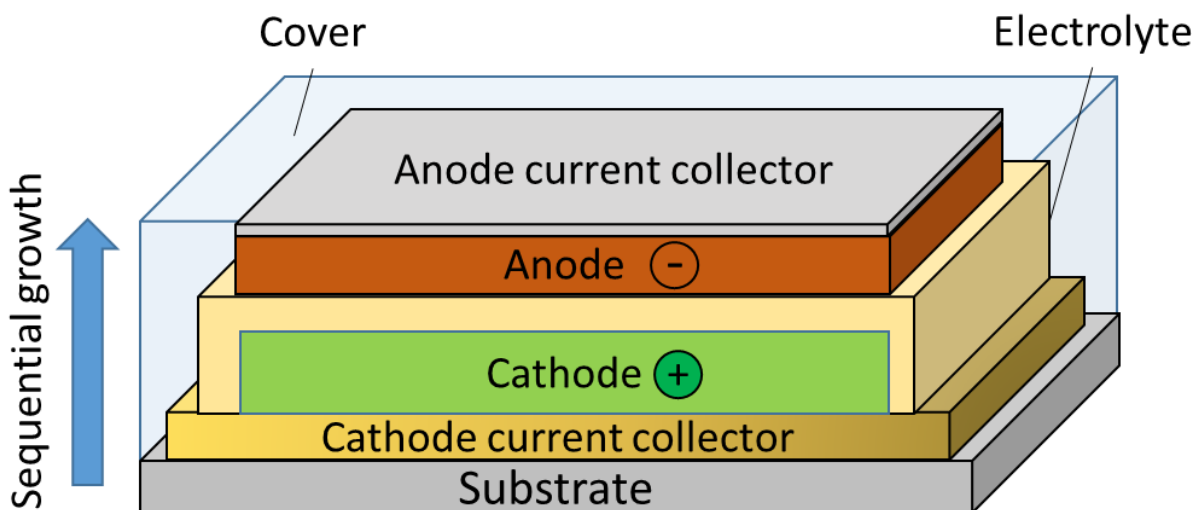 Cover
Electrolyte
Anode current collector
Anode -
Cathode +
Cathode current collector
Substrate
Sequential growth